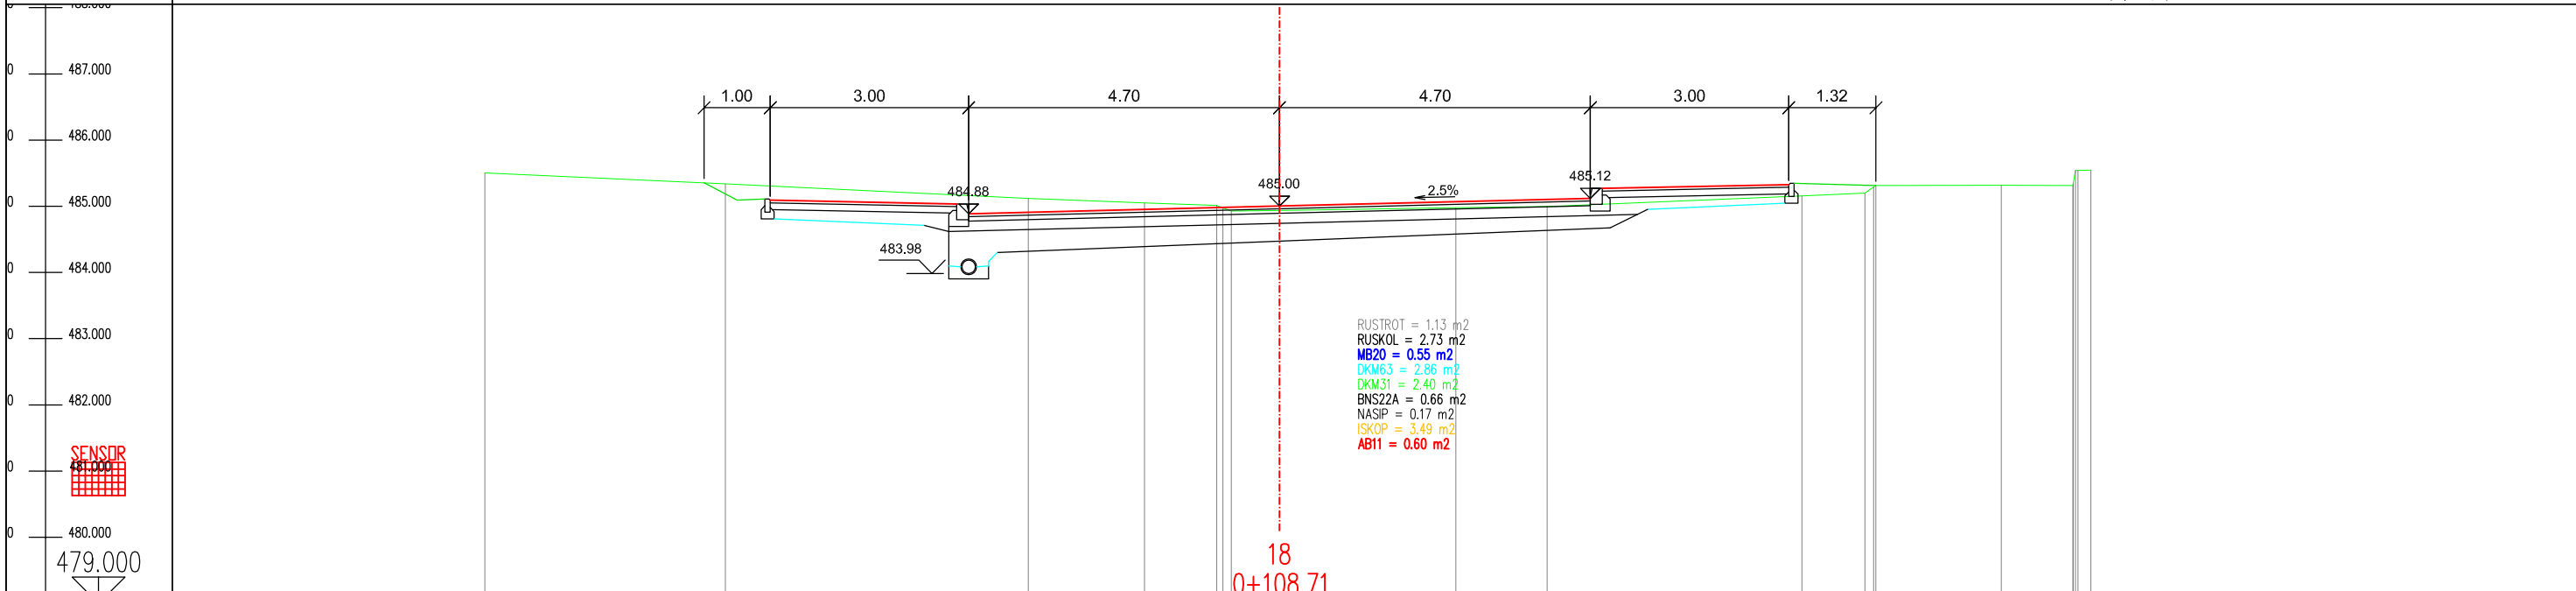 487.000
1.00 3.00 4.70 4.70 3.00 1.32
486.000
485.000
484.88 485.00 485.12
2.5%
484.000
483.98
483.000
RUSTROT = 1.13 m2
RUSKOL = 2.73 m2
MB20 = 0.55 m2
DKM63 = 2.86 m2
DKM31 = 2.40 m2
BNS22A = 0.66 m2
NASIP = 0.17 m2
ISKOP = 3.49 m2
AB11 = 0.60 m2
482.000
SENSOR
481.000
480.000
479.000
18
0+108.71